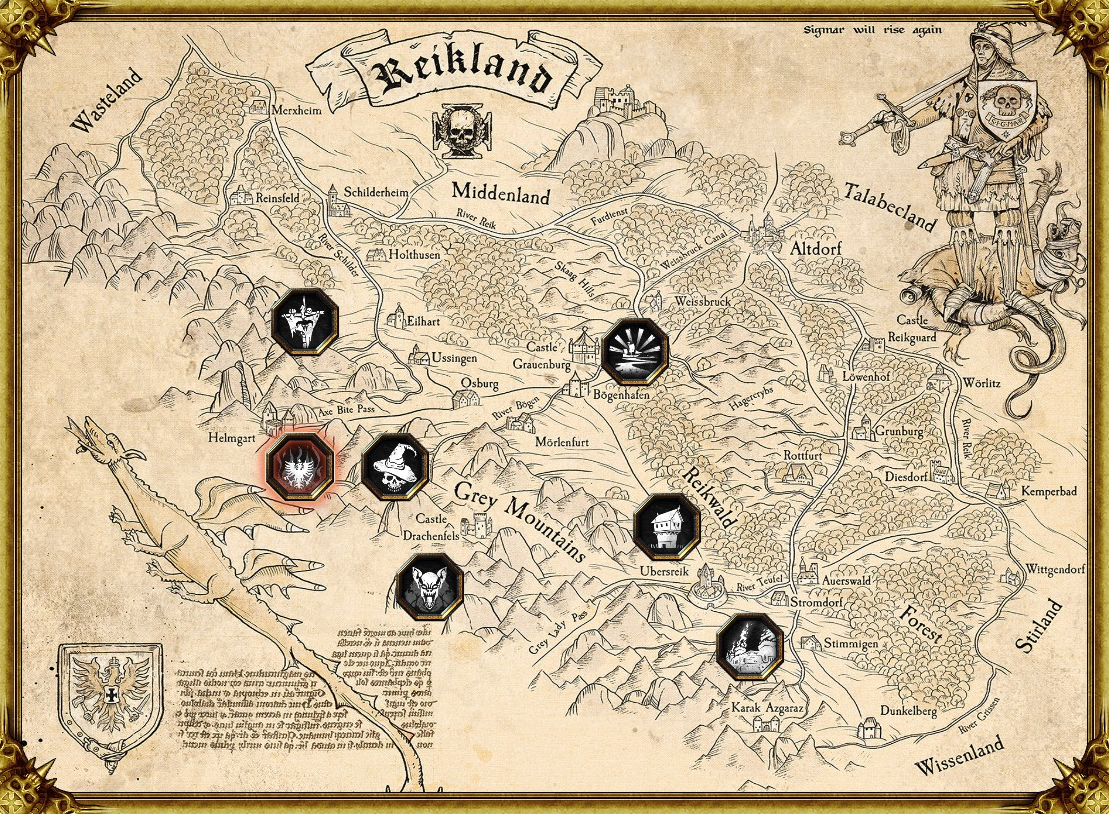 Sigmar will rise again
Reikland
Wasteland
Merxheim
Reinsfeld
Schilderheim
Middenland
River Reik
Furdienst
Talabecland
River Schilder
Holthusen
Skaag Hills
Weissbruck Canal
Altdorf
Eilhart
Weissbruck
Castle
Grauenburg
Castle
Reikguard
Ussingen
Osburg
Bögenhafen
Hagercrybs
Löwenhof
Wörlitz
Axe Bite Pass
River Bögen
Helmgart
Mörlenfurt
Grunburg
River Reik
Rottfurt
Diesdorf
Kemperbad
Grey Mountains
Reikwald
Castle
Drachenfels
Ubersreik
River Teufel
Auerswald
Wittgendorf
Stromdorf
Grey Lady Pass
Forest
Stirland
Stimmigen
Karak Azgaraz
Dunkelberg
River Grissen
Wissenland